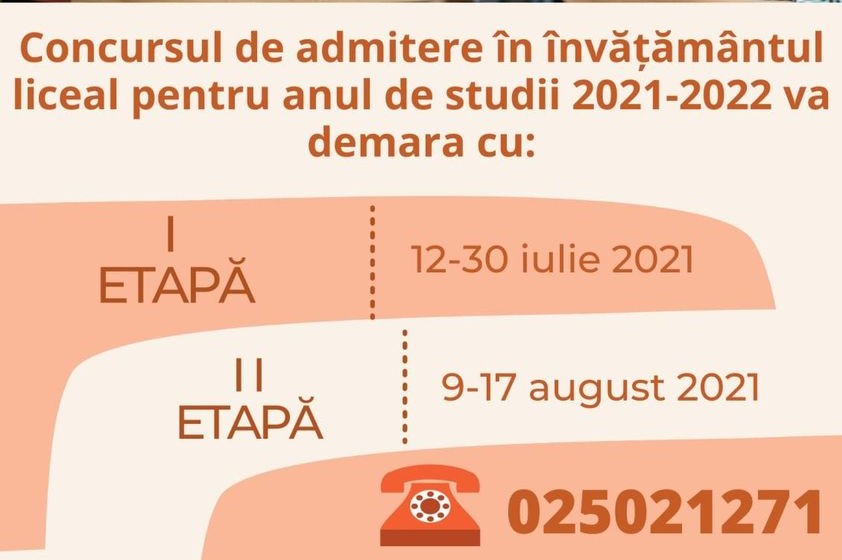 Concursul de admitere în învățământul
liceal pentru anul de studii 2021-2022 va
demara cu:
I
ETAPĂ
12-30 iulie 2021
II
ETAPĂ
9-17 august 2021
025021271